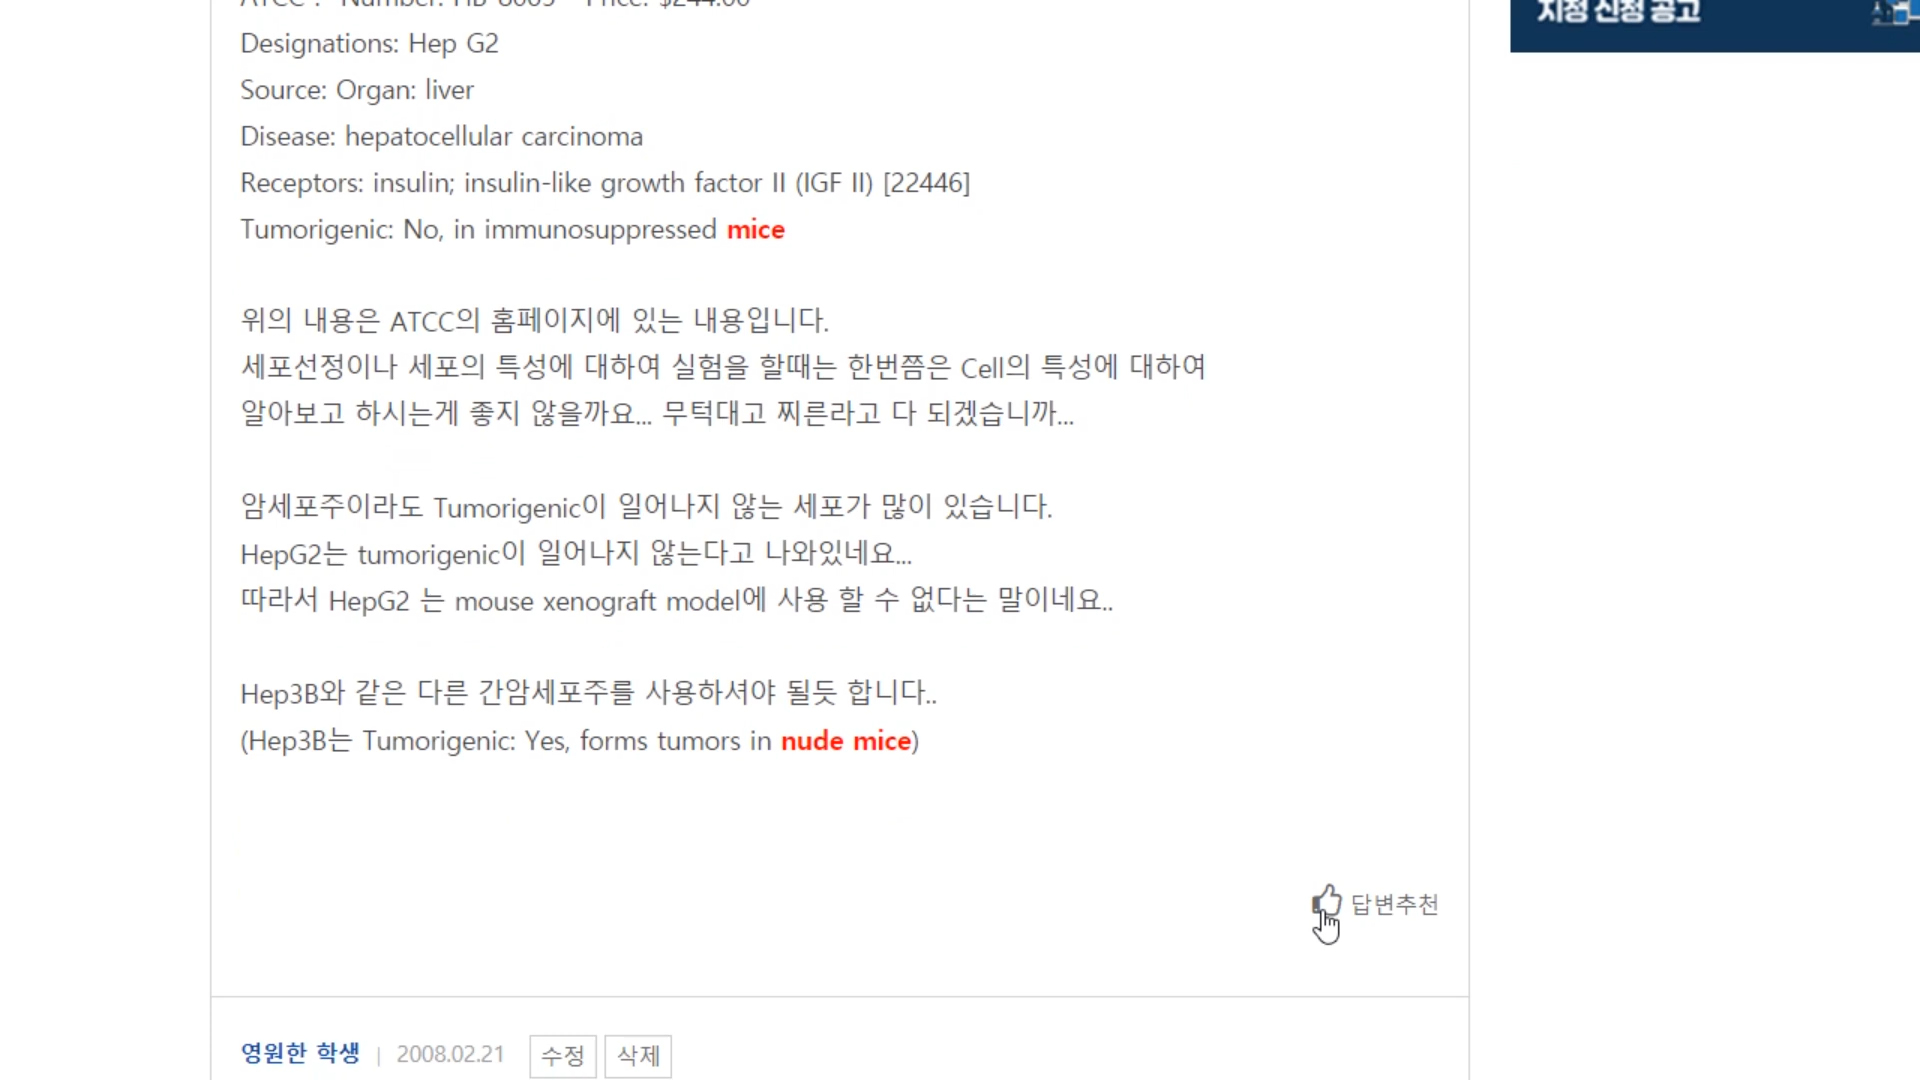 ATCC : Number: HB-8065 Price: $244.00
지정 신청 공고
Designations: Hep G2
Source: Organ: liver
Disease: hepatocellular carcinoma
Receptors: insulin; insulin-like growth factor II (IGF II) [22446]
Tumorigenic: No, in immunosuppressed mice
위의 내용은 ATCC의 홈페이지에 있는 내용입니다.
세포선정이나 세포의 특성에 대하여 실험을 할때는 한번쯤은 Cell의 특성에 대하여
알아보고 하시는게 좋지 않을까요... 무턱대고 찌른라고 다 되겠습니까...
암세포주이라도 Tumorigenic이 일어나지 않는 세포가 많이 있습니다.
HepG2는 tumorigenic이 일어나지 않는다고 나와있네요...
따라서 HepG2 는 mouse xenograft model에 사용 할 수 없다는 말이네요..
Hep3B와 같은 다른 간암세포주를 사용하셔야 될듯 합니다..
(Hep3B는 Tumorigenic: Yes, forms tumors in nude mice)
답변추천
영원한 학생 | 2008.02.21 수정 삭제